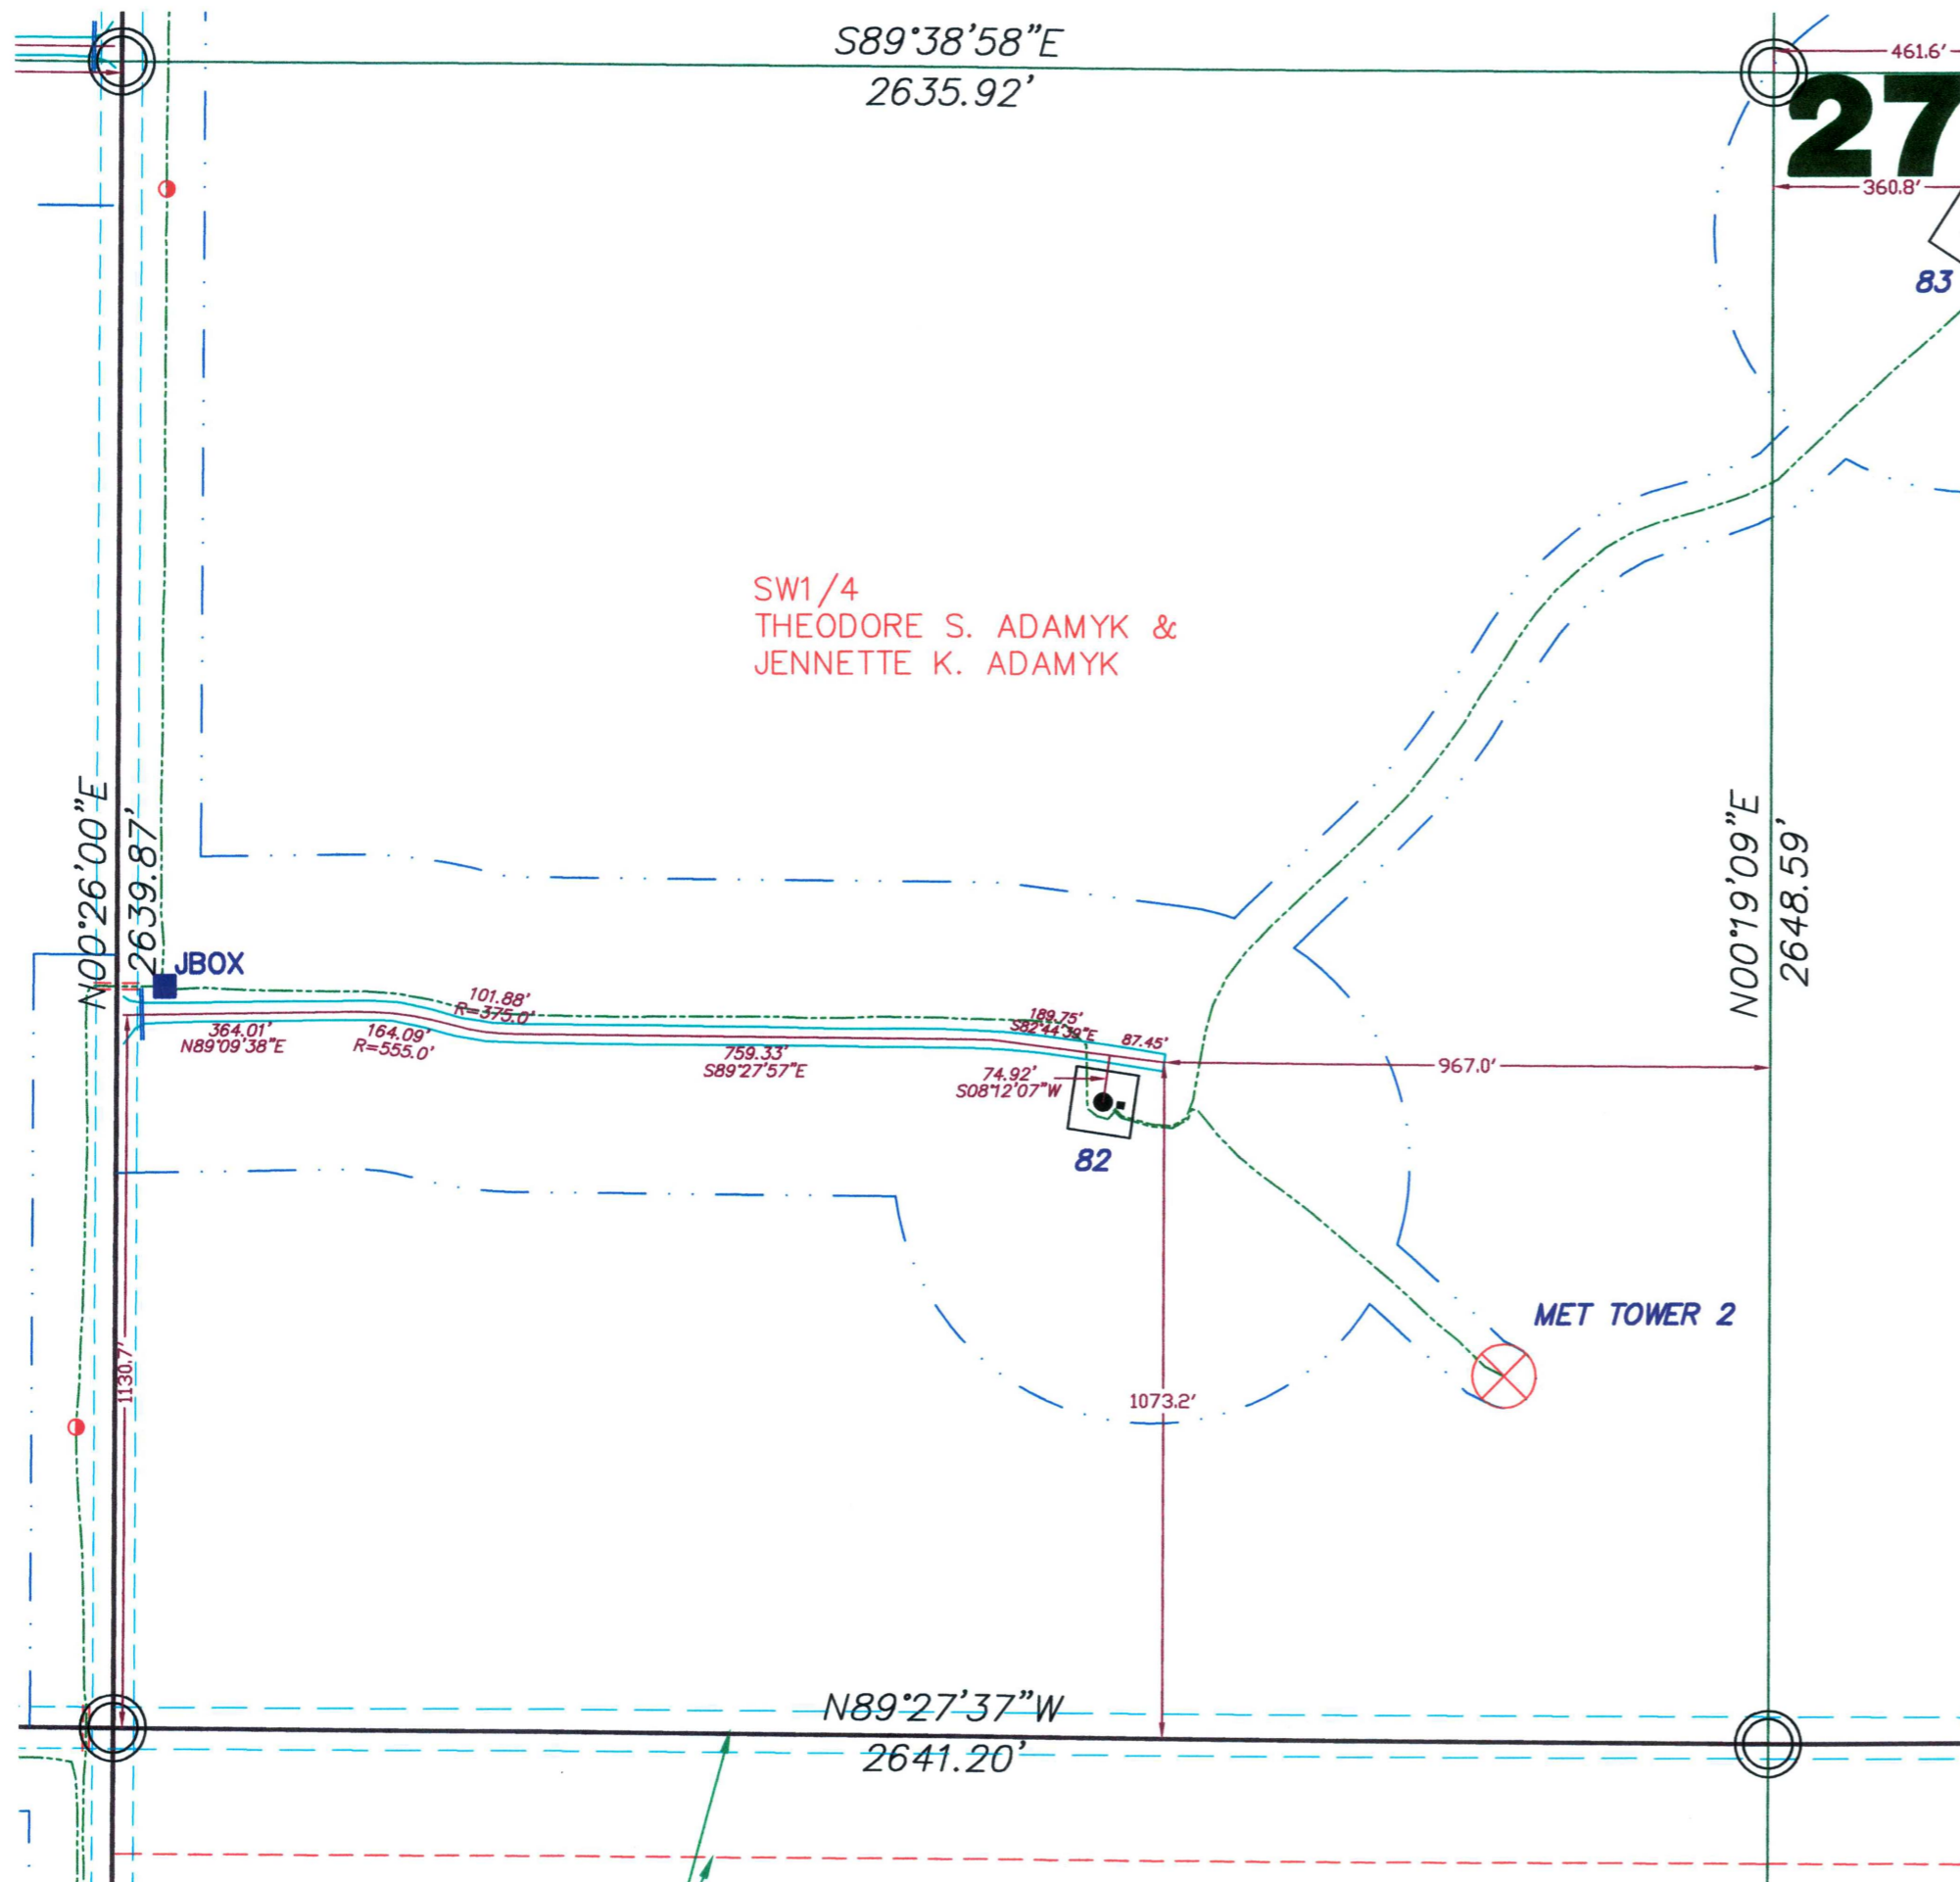 S89°38'58"E
2635.92'
461.6'
27
360.8'
83
SW1/4
THEODORE S. ADAMYK &
JENNETTE K. ADAMYK
N00°26'00"E
2639.87'
N00°19'09"E
2648.59'
JBOX
101.88'
R=375.0'
364.01'
N89°09'38"E
164.09'
R=555.0'
759.33'
S89°27'57"E
189.75'
S82°44'39"E
87.45'
74.92'
S08°12'07"W
967.0'
82
MET TOWER 2
1130.7'
1073.2'
N89°27'37"W
2641.20'